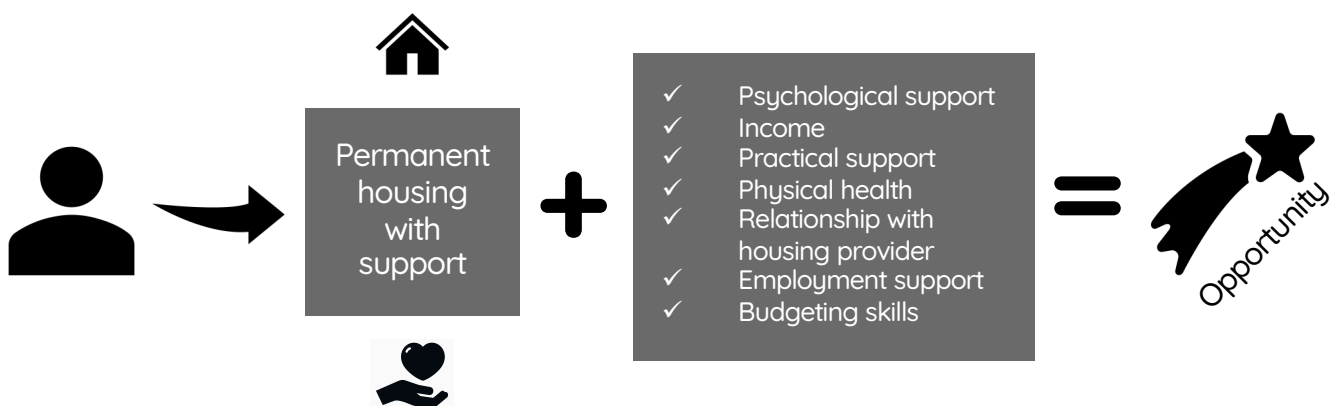 Permanent
housing
with
support
✓ Psychological support
✓ Income
✓ Practical support
✓ Physical health
✓ Relationship with
housing provider
✓ Employment support
✓ Budgeting skills
Opportunity